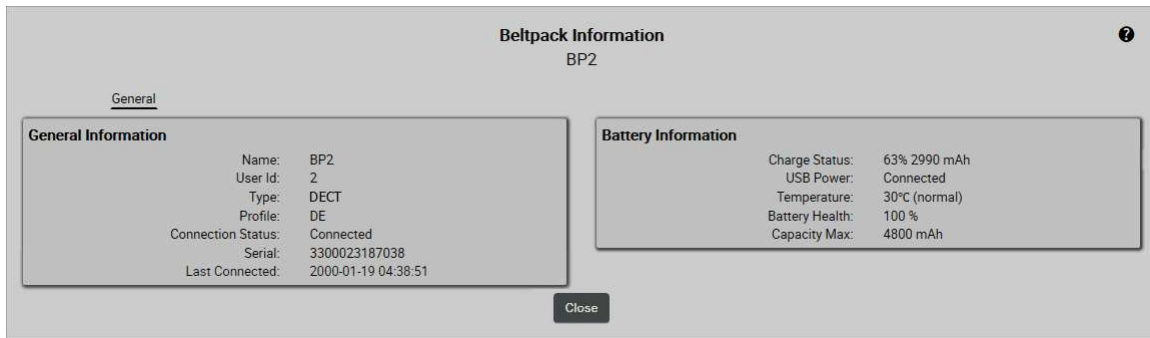 Beltpack Information
BP2
General
General Information
Name: BP2
User Id: 2
Type: DECT
Profile: DE
Connection Status: Connected
Serial: 3300023187038
Last Connected: 2000-01-19 04:38:51
Battery Information
Charge Status: 63% 2990 mAh
USB Power: Connected
Temperature: 30°C (normal)
Battery Health: 100 %
Capacity Max: 4800 mAh
Close